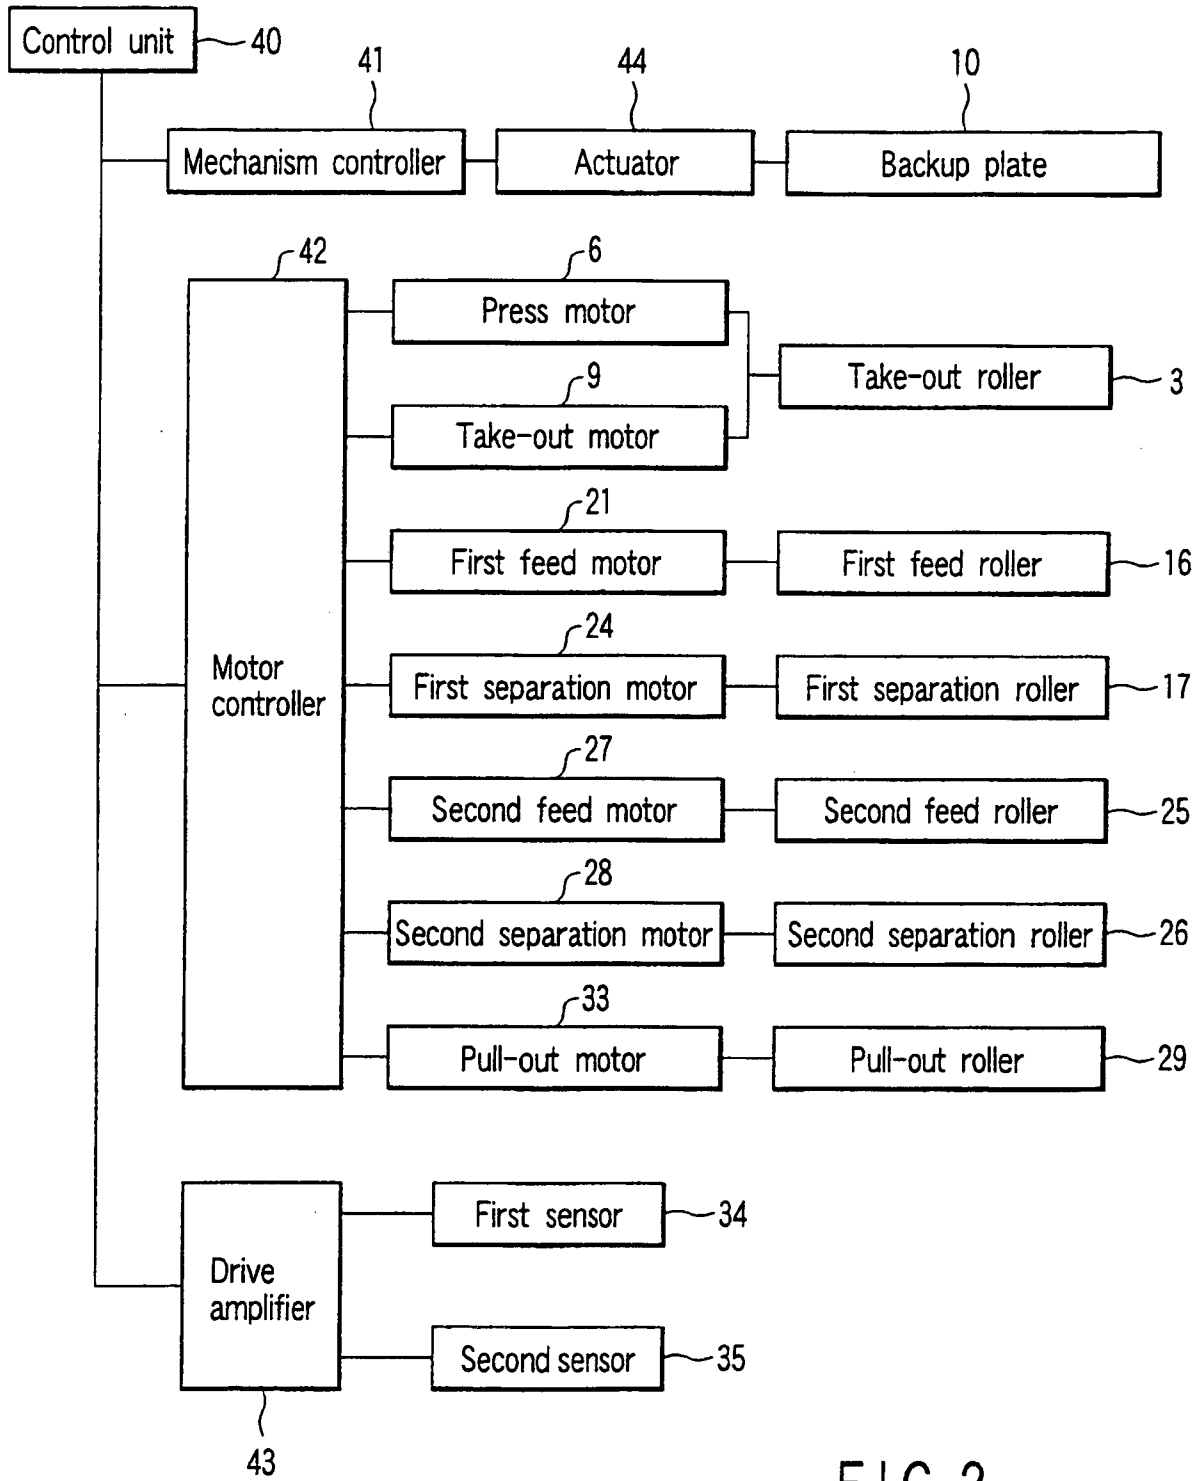 Control unit
40
41
44
10
Mechanism controller
Actuator
Backup plate
42
6
Press motor
9
Take-out roller
3
Take-out motor
21
First feed motor
First feed roller
16
24
Motor
controller
First separation motor
First separation roller
17
27
Second feed motor
Second feed roller
25
28
Second separation motor
Second separation roller
26
33
Pull-out motor
Pull-out roller
29
First sensor
34
Drive
amplifier
Second sensor
35
43
FIG. 2